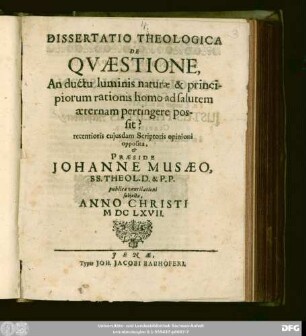 DISSERTATIO THEOLOGICA
DE
QVÆSTIONE,
An ductu luminis naturæ & princi-
piorum rationis homo ad salutem
æternam pertingere pos-
sit?
recentioris cujusdam Scriptoris opinioni
opposita,
&
PRÆSIDE
JOHANNE MUSÆO,
SS. THEOL. D. & P.P.
publicæ ventilationi
subjecta,
ANNO CHRISTI
M DC LXVII.
JENÆ,
Typis JOH. JACOBI BAUHOFERI.